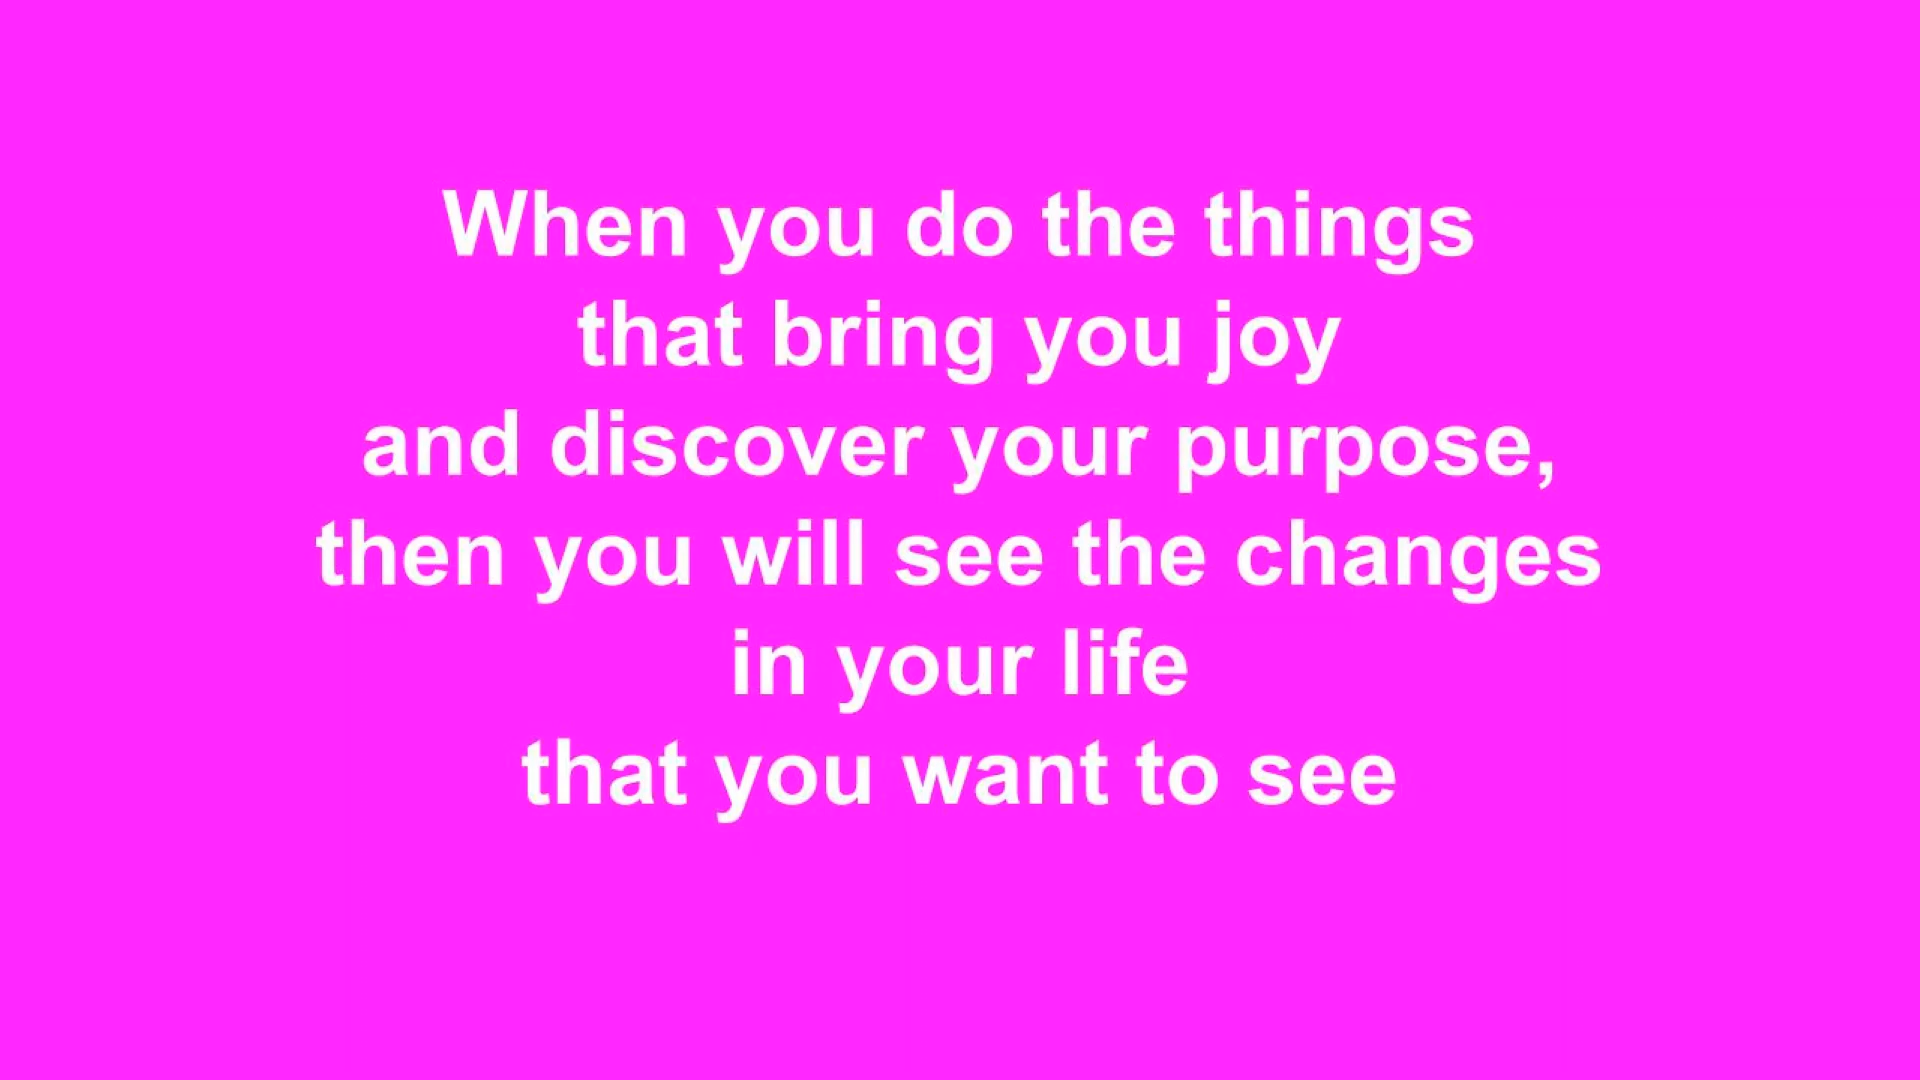 When you do the things
that bring you joy
and discover your purpose,
then you will see the changes
in your life
that you want to see